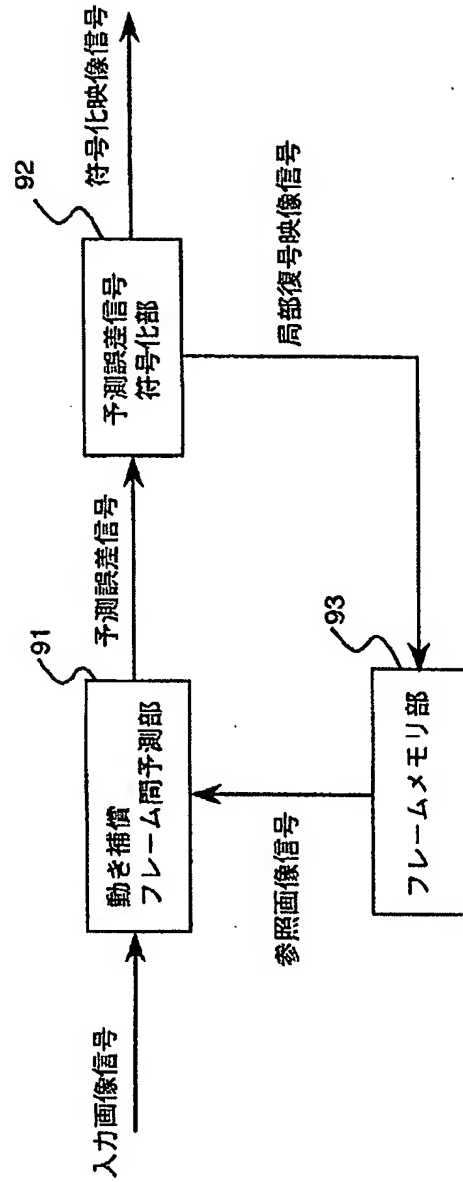 入力画像信号
91
動き補償
フレーム間予測部
予測誤差信号
92
予測誤差信号
符号化部
符号化映像信号
参照画像信号
局部復号映像信号
93
フレームメモリ部